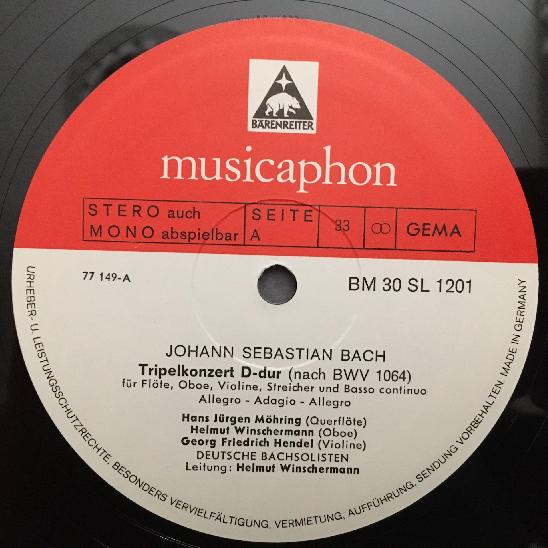 BÄRENREITER
musicaphon
STERO auch
MONO abspielbar
SEITE
A
33
GEMA
77 149-A
BM 30 SL 1201
JOHANN SEBASTIAN BACH
Tripelkonzert D-dur (nach BWV 1064)
für Flöte, Oboe, Violine, Streicher und Basso continuo
Allegro - Adagio - Allegro
Hans Jürgen Möhring (Querflöte)
Helmut Winschermann (Oboe)
Georg Friedrich Hendel (Violine)
DEUTSCHE BACHSOLISTEN
Leitung: Helmut Winschermann
URHEBER- U. LEISTUNGSSCHUTZRECHTE, BESONDERS VERVIELFÄLTIGUNG, VERMIETUNG, AUFFÜHRUNG, SENDUNG VORBEHALTEN. MADE IN GERMANY